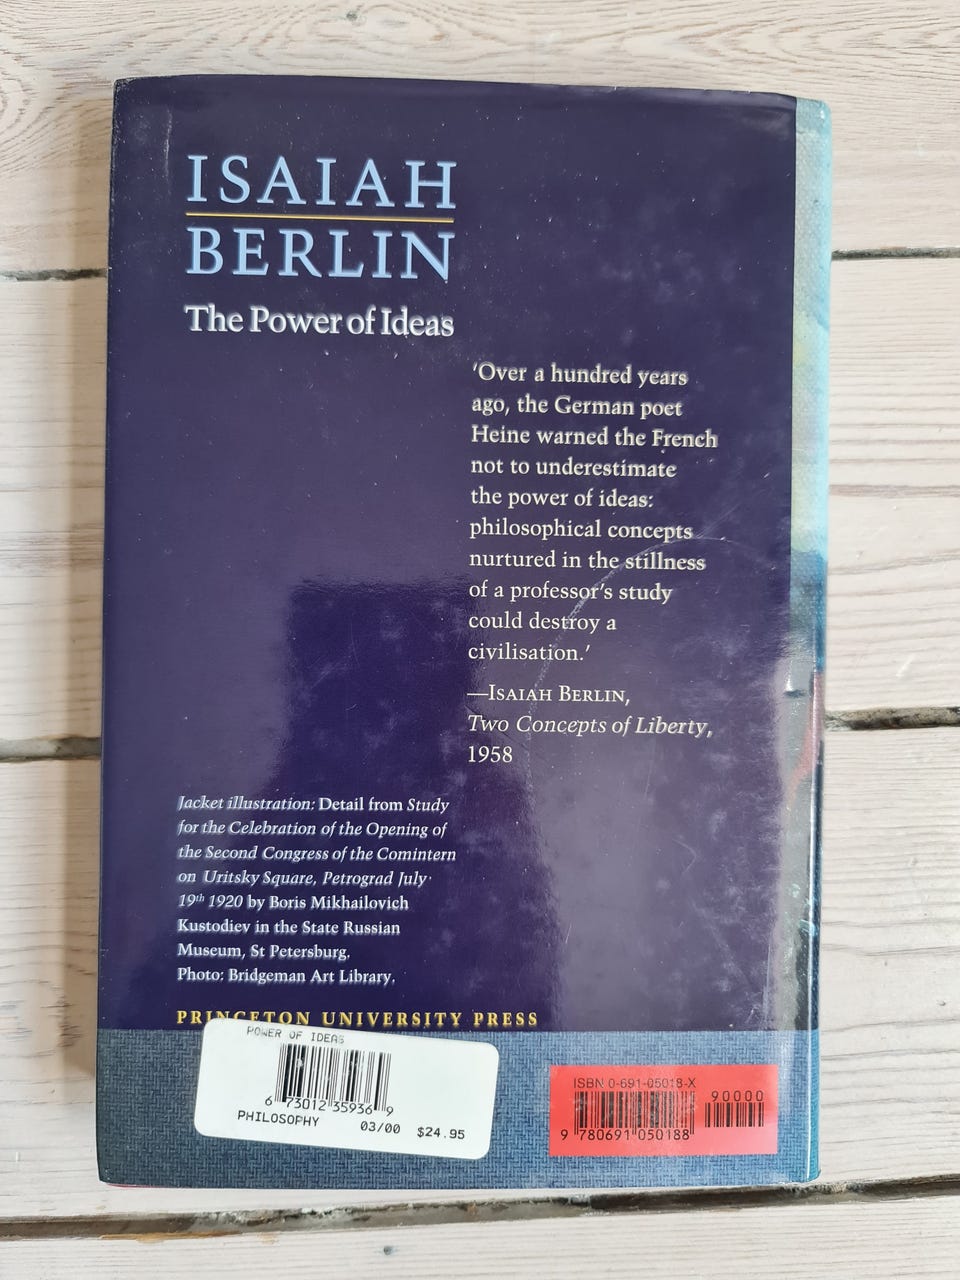 ISAIAH
BERLIN
The Power of Ideas
‘Over a hundred years
ago, the German poet
Heine warned the French
not to underestimate
the power of ideas:
philosophical concepts
nurtured in the stillness
of a professor’s study
could destroy a
civilisation.’
—ISAIAH BERLIN,
Two Concepts of Liberty,
1958
Jacket illustration: Detail from Study
for the Celebration of the Opening of
the Second Congress of the Comintern
on Uritsky Square, Petrograd July
19th 1920 by Boris Mikhailovich
Kustodiev in the State Russian
Museum, St Petersburg.
Photo: Bridgeman Art Library.
PRINCETON UNIVERSITY PRESS
POWER OF IDEAS
6 73012 35936 9
PHILOSOPHY 03/00 $24.95
ISBN 0-691-05018-X
90000
9 780691 050188